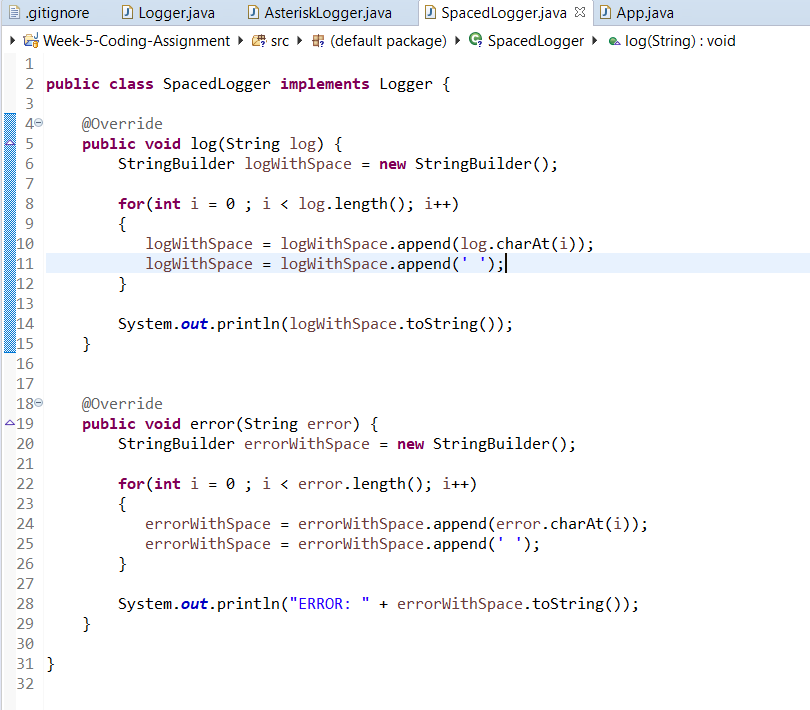 .gitignore Logger.java AsteriskLogger.java SpacedLogger.java App.java
Week-5-Coding-Assignment src (default package) SpacedLogger log(String) : void
1
2 public class SpacedLogger implements Logger {
3
4 @Override
5 public void log(String log) {
6 StringBuilder logWithSpace = new StringBuilder();
7
8 for(int i = 0 ; i < log.length(); i++)
9 {
10 logWithSpace = logWithSpace.append(log.charAt(i));
11 logWithSpace = logWithSpace.append(' ');
12 }
13
14 System.out.println(logWithSpace.toString());
15 }
16
17
18 @Override
19 public void error(String error) {
20 StringBuilder errorWithSpace = new StringBuilder();
21
22 for(int i = 0 ; i < error.length(); i++)
23 {
24 errorWithSpace = errorWithSpace.append(error.charAt(i));
25 errorWithSpace = errorWithSpace.append(' ');
26 }
27
28 System.out.println("ERROR: " + errorWithSpace.toString());
29 }
30
31 }
32